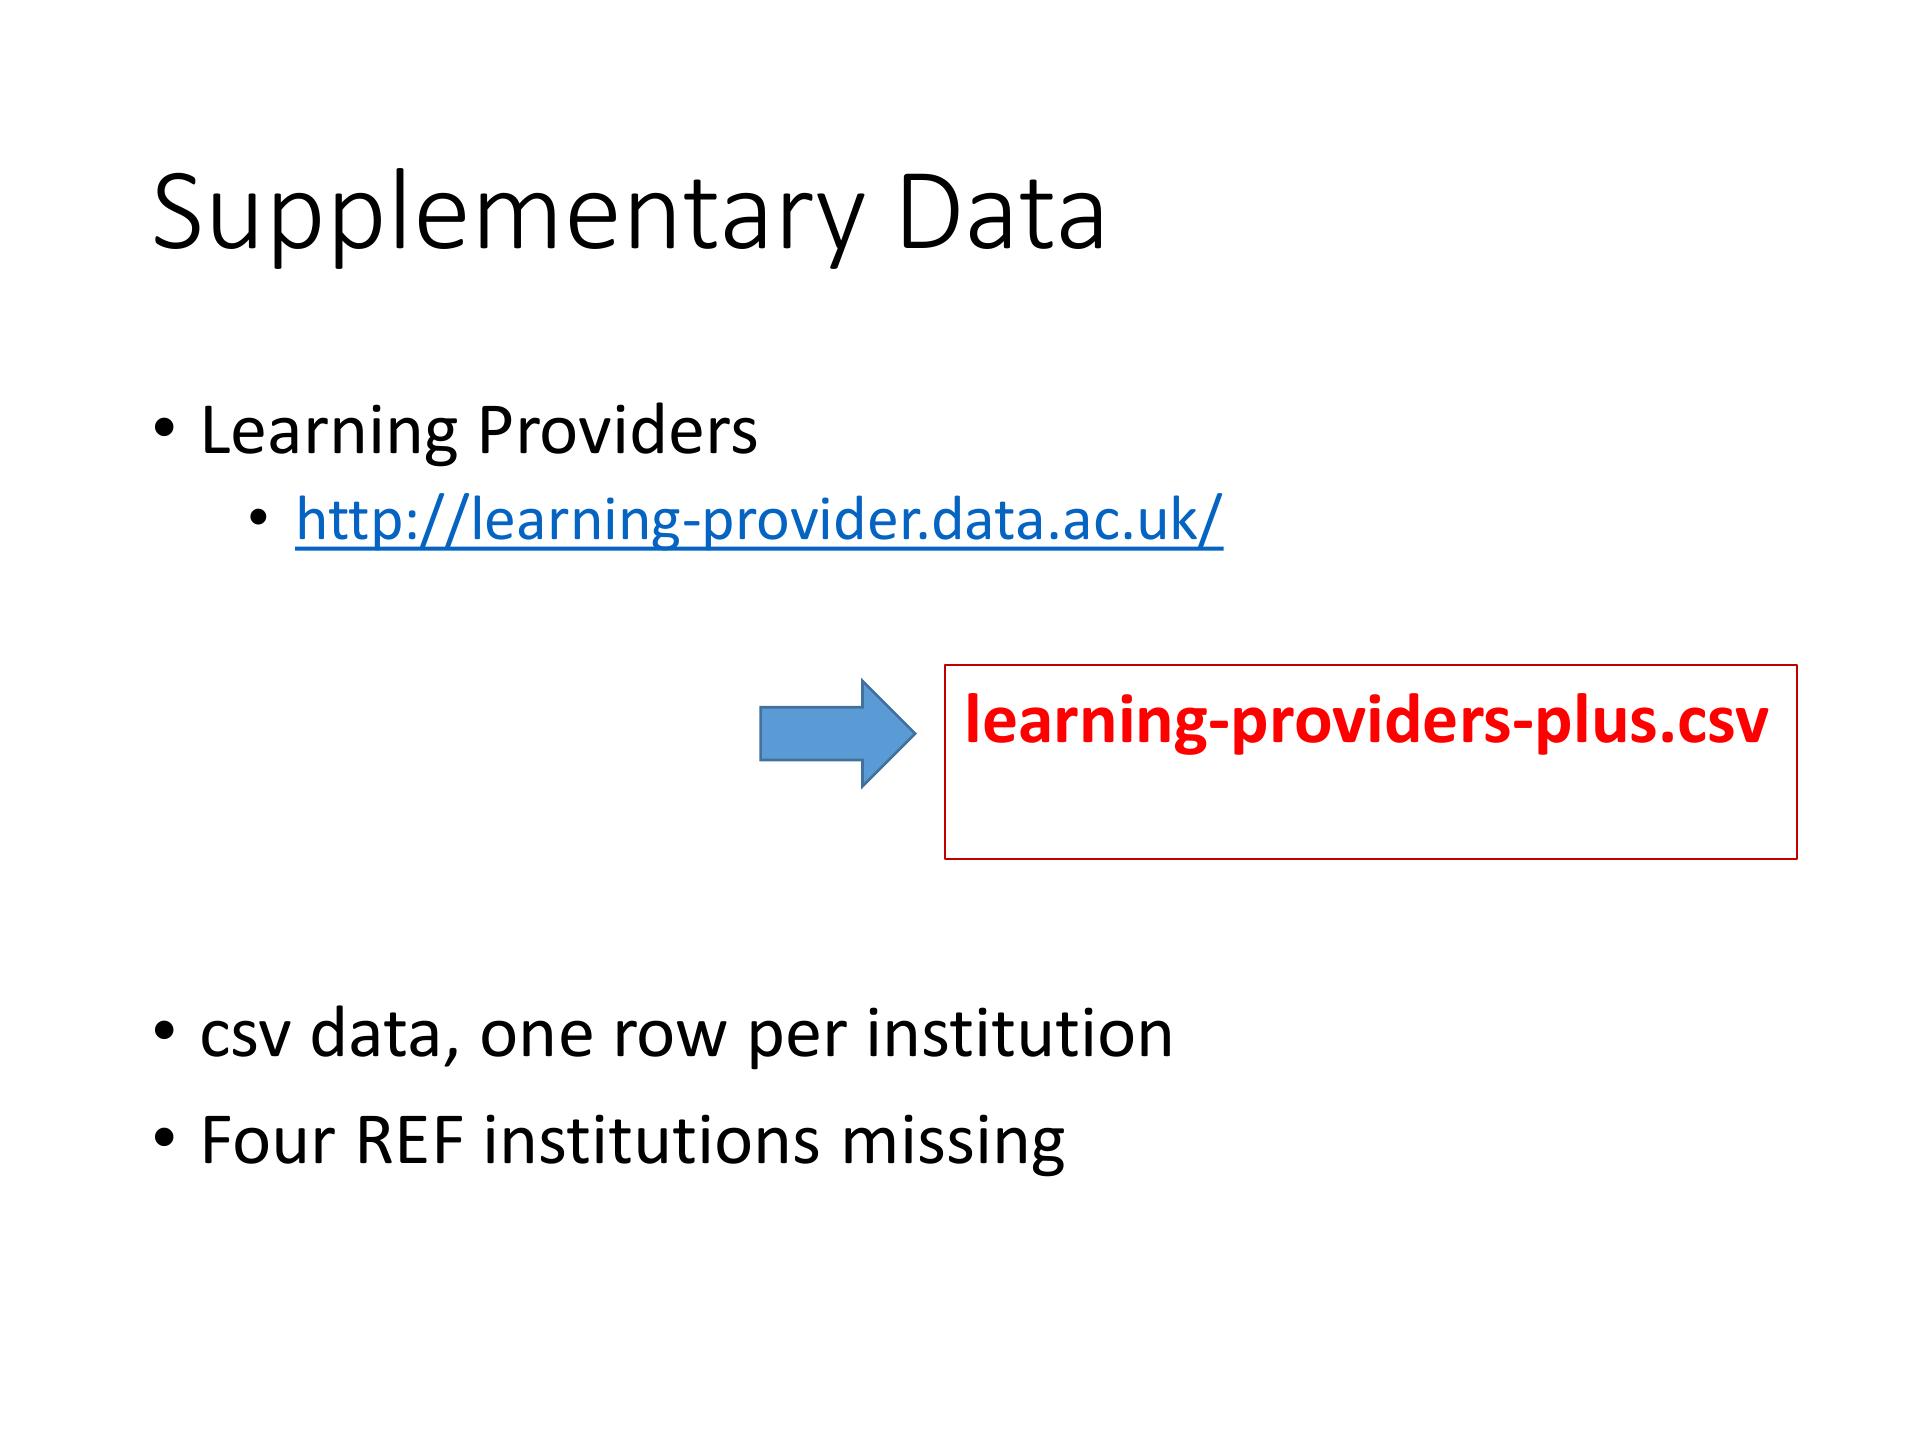 Supplementary Data
• Learning Providers
• http://learning-provider.data.ac.uk/
learning-providers-plus.csv
• csv data, one row per institution
• Four REF institutions missing